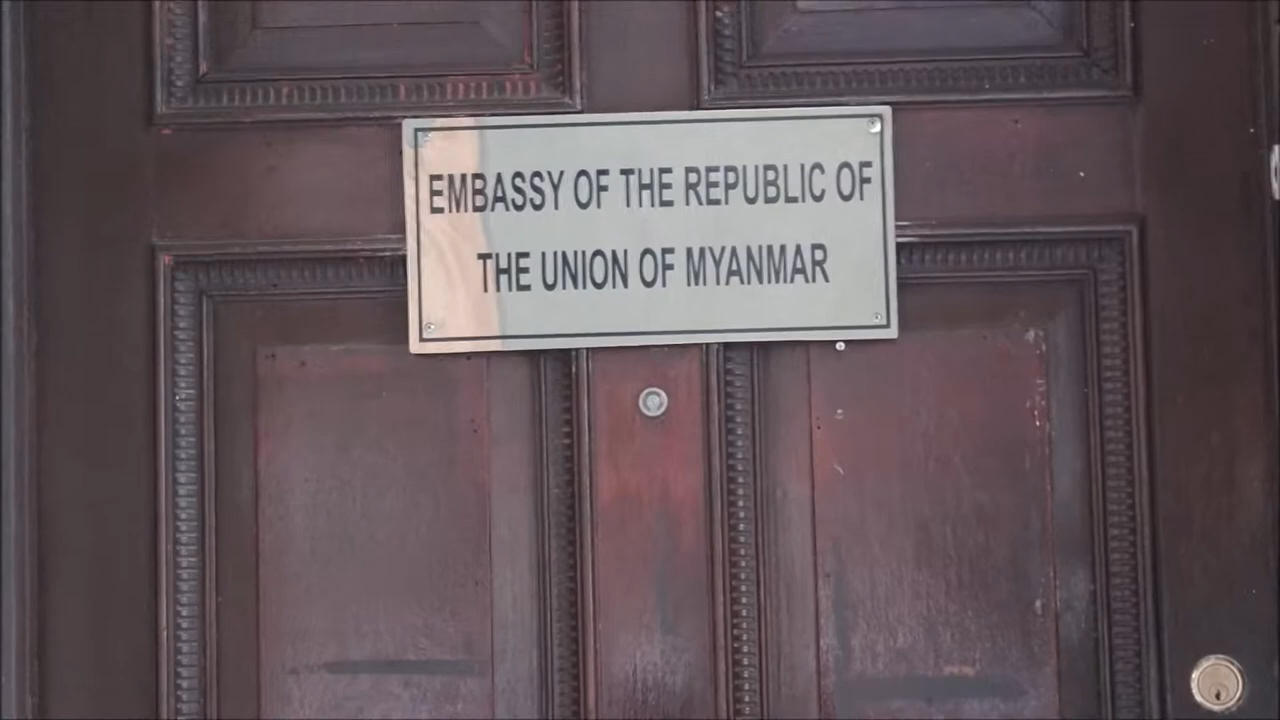 EMBASSY OF THE REPUBLIC OF
THE UNION OF MYANMAR